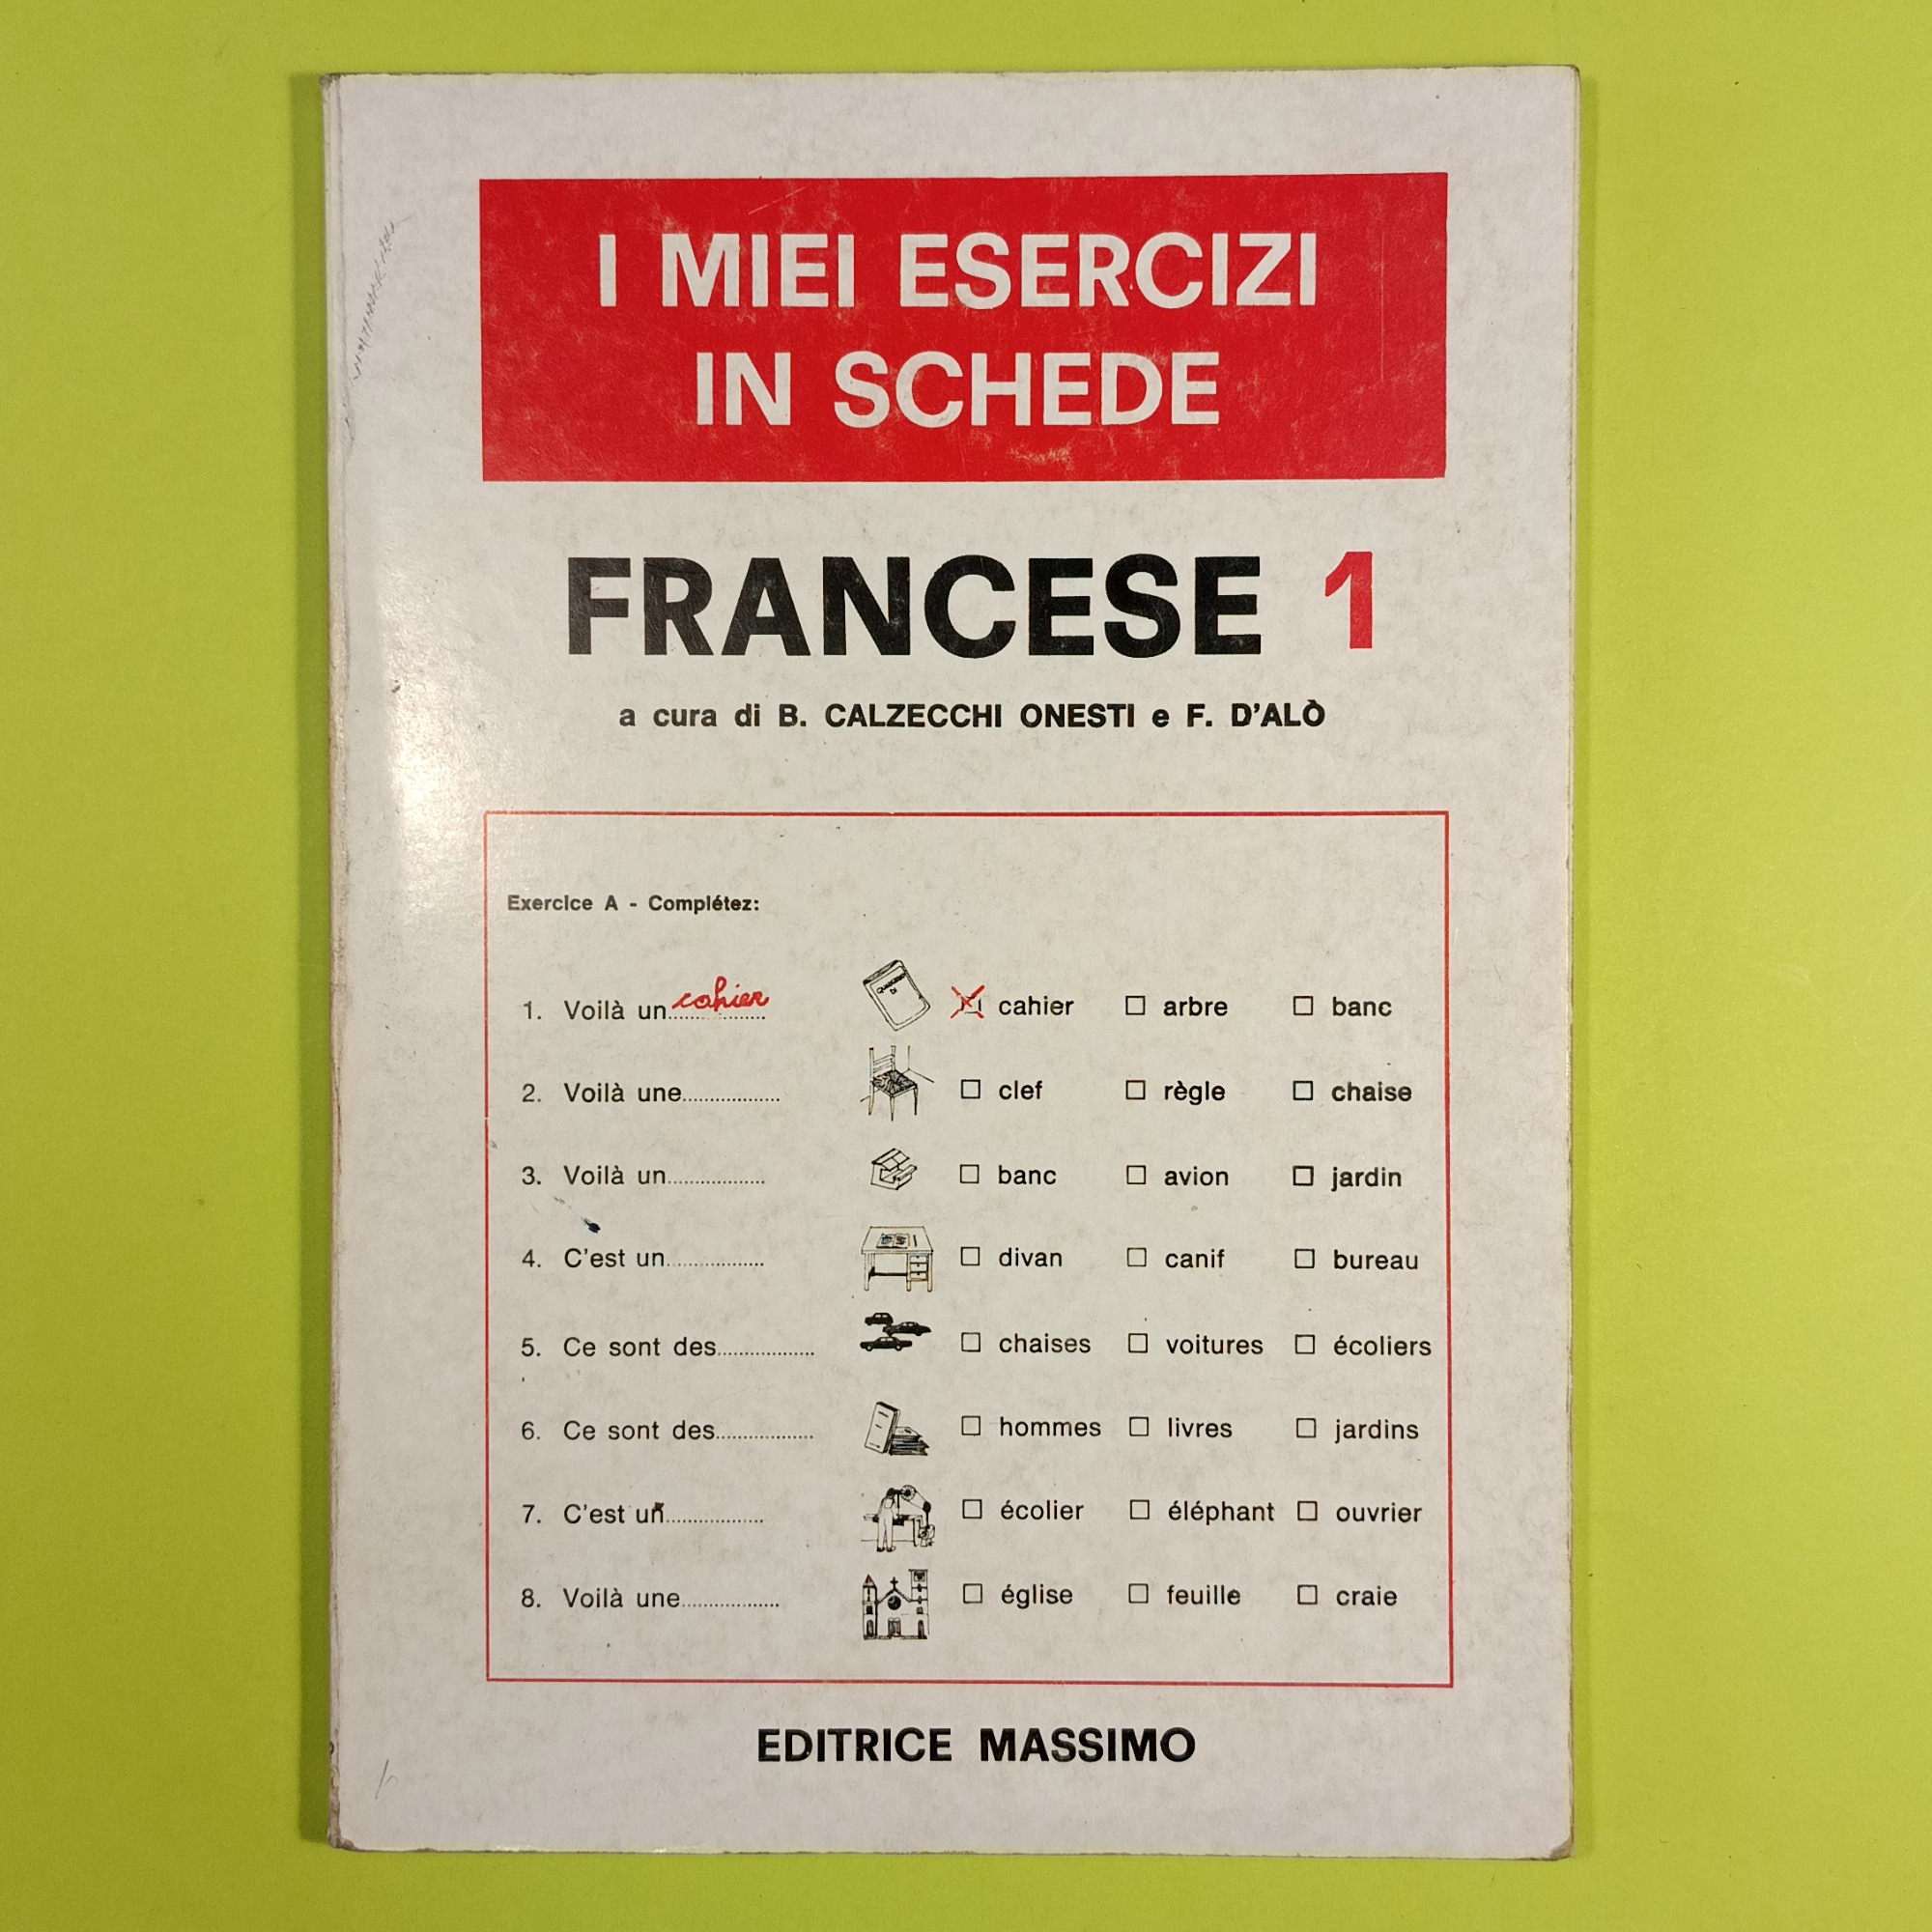 I MIEI ESERCIZI
IN SCHEDE
FRANCESE 1
a cura di B. CALZECCHI ONESTI e F. D'ALÒ
Exercice A - Complétez:
1. Voilà un cahier ☒ cahier ☐ arbre ☐ banc
2. Voilà une.................. ☐ clef ☐ règle ☐ chaise
3. Voilà un.................. ☐ banc ☐ avion ☐ jardin
4. C'est un.................. ☐ divan ☐ canif ☐ bureau
5. Ce sont des.................. ☐ chaises ☐ voitures ☐ écoliers
6. Ce sont des.................. ☐ hommes ☐ livres ☐ jardins
7. C'est un.................. ☐ écolier ☐ éléphant ☐ ouvrier
8. Voilà une.................. ☐ église ☐ feuille ☐ craie
EDITRICE MASSIMO